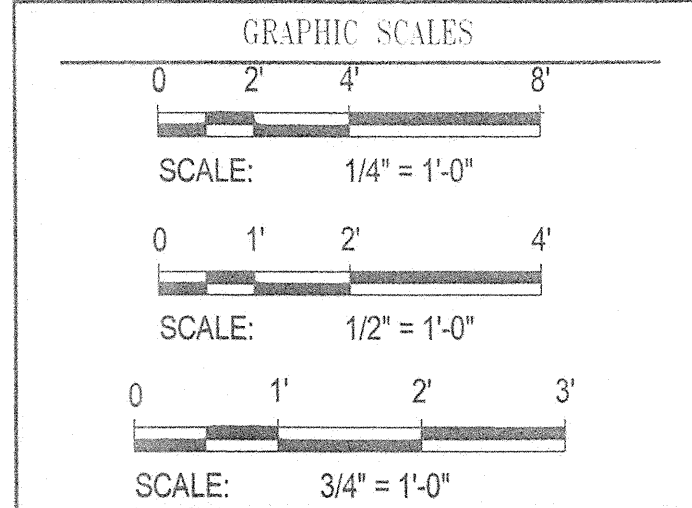 GRAPHIC SCALES
0 2' 4' 8'
SCALE: 1/4" = 1'-0"
0 1' 2' 4'
SCALE: 1/2" = 1'-0"
0 1' 2' 3'
SCALE: 3/4" = 1'-0"